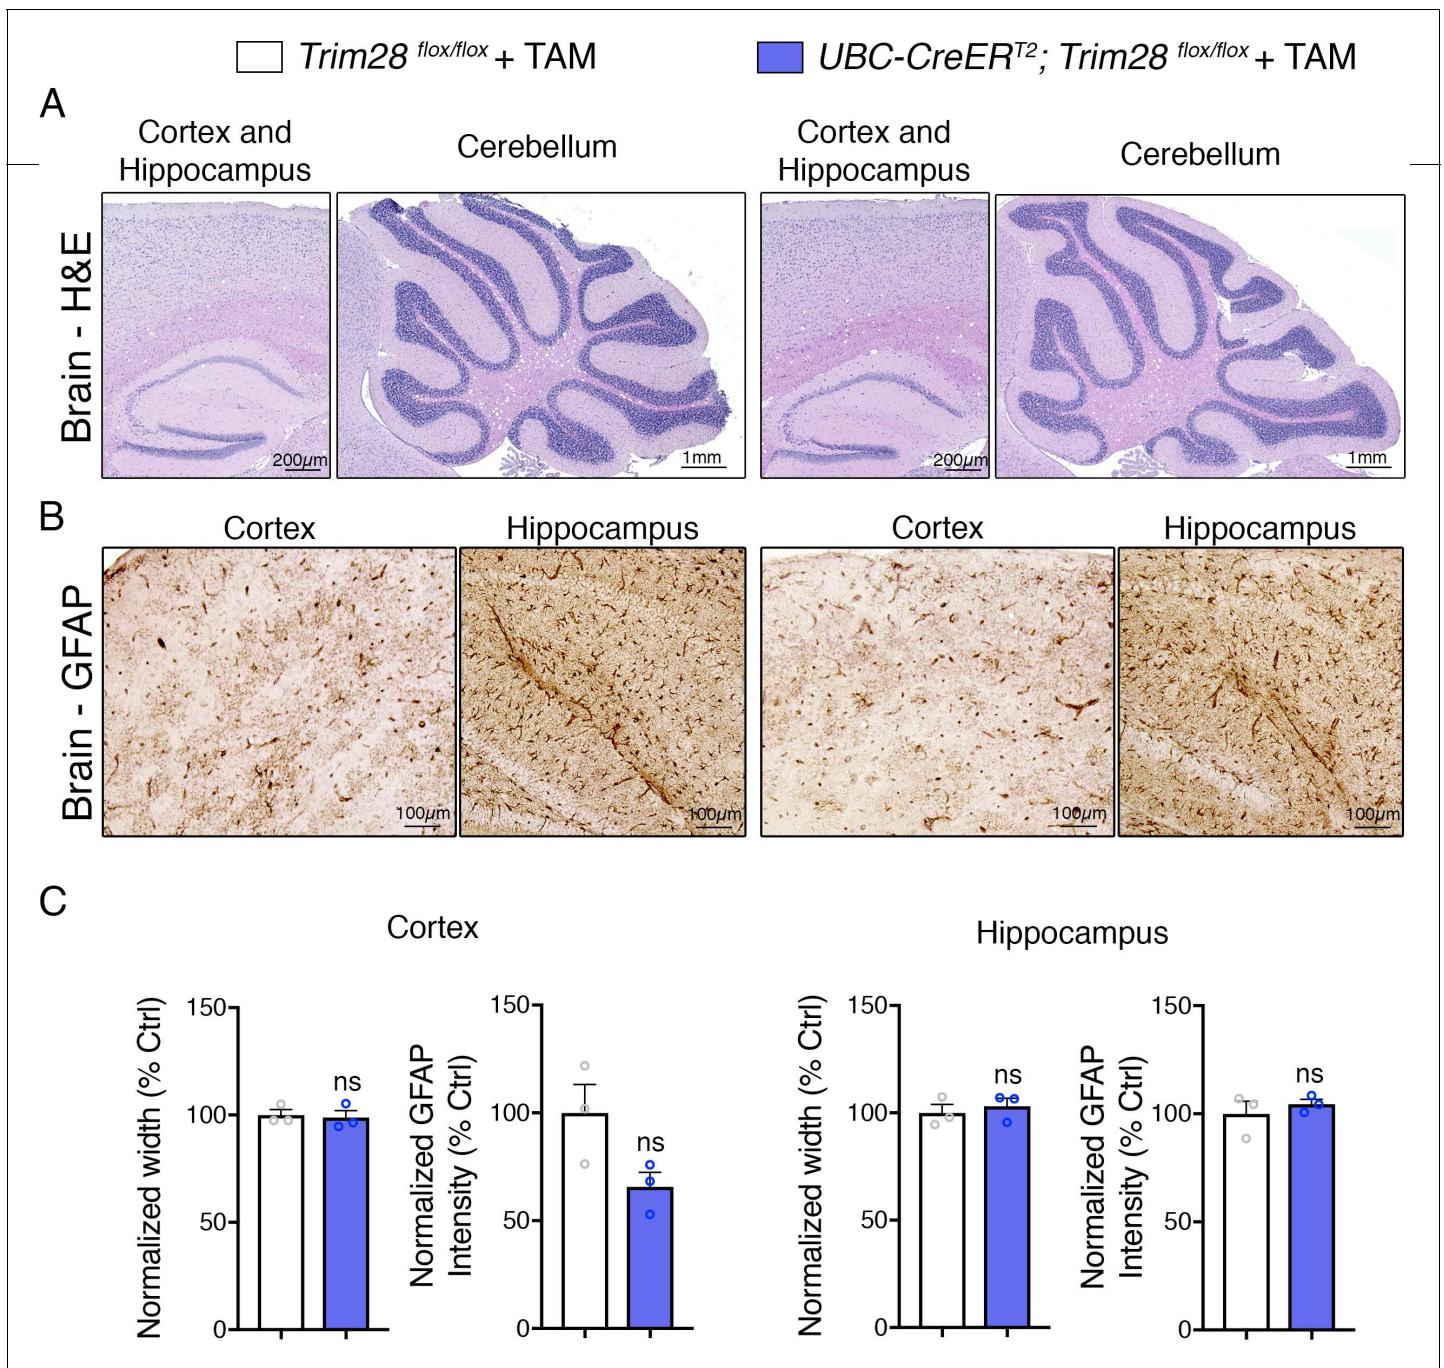 Trim28 flox/flox + TAM
UBC-CreERT2; Trim28 flox/flox + TAM
A
Cortex and
Hippocampus
Cerebellum
Cortex and
Hippocampus
Cerebellum
Brain - H&E
200µm
1mm
200µm
1mm
B
Cortex
Hippocampus
Cortex
Hippocampus
Brain - GFAP
100µm
100µm
100µm
100µm
C
Cortex
Hippocampus
Normalized width (% Ctrl)
150
100
50
0
ns
Normalized GFAP
Intensity (% Ctrl)
150
100
50
0
ns
Normalized width (% Ctrl)
150
100
50
0
ns
Normalized GFAP
Intensity (% Ctrl)
150
100
50
0
ns